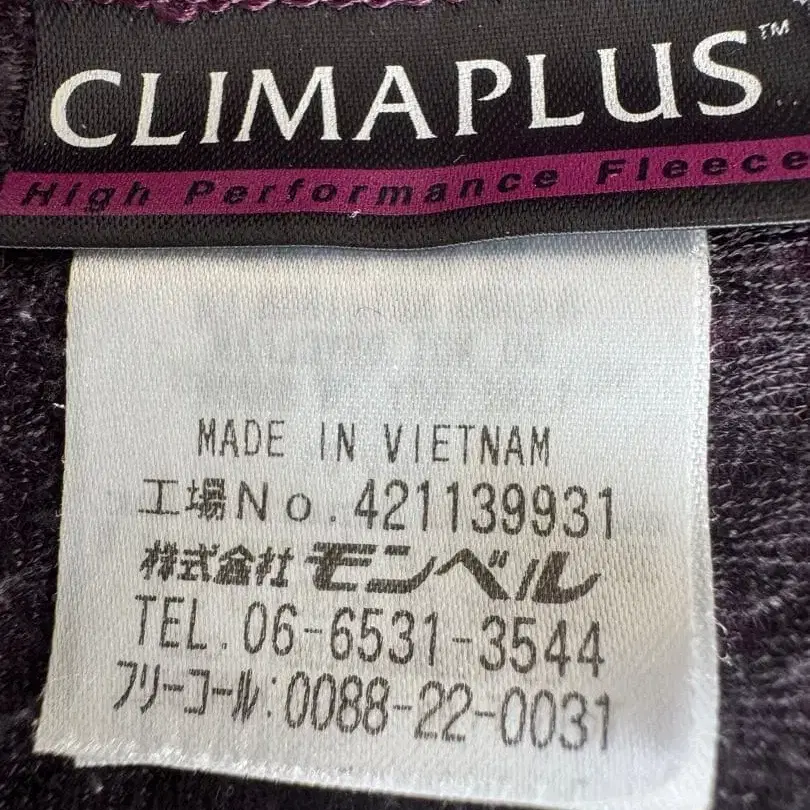 CLIMAPLUS™
High Performance Fleece
MADE IN VIETNAM
工場No.421139931
株式会社 モンベル
TEL.06-6531-3544
フリーコール:0088-22-0031